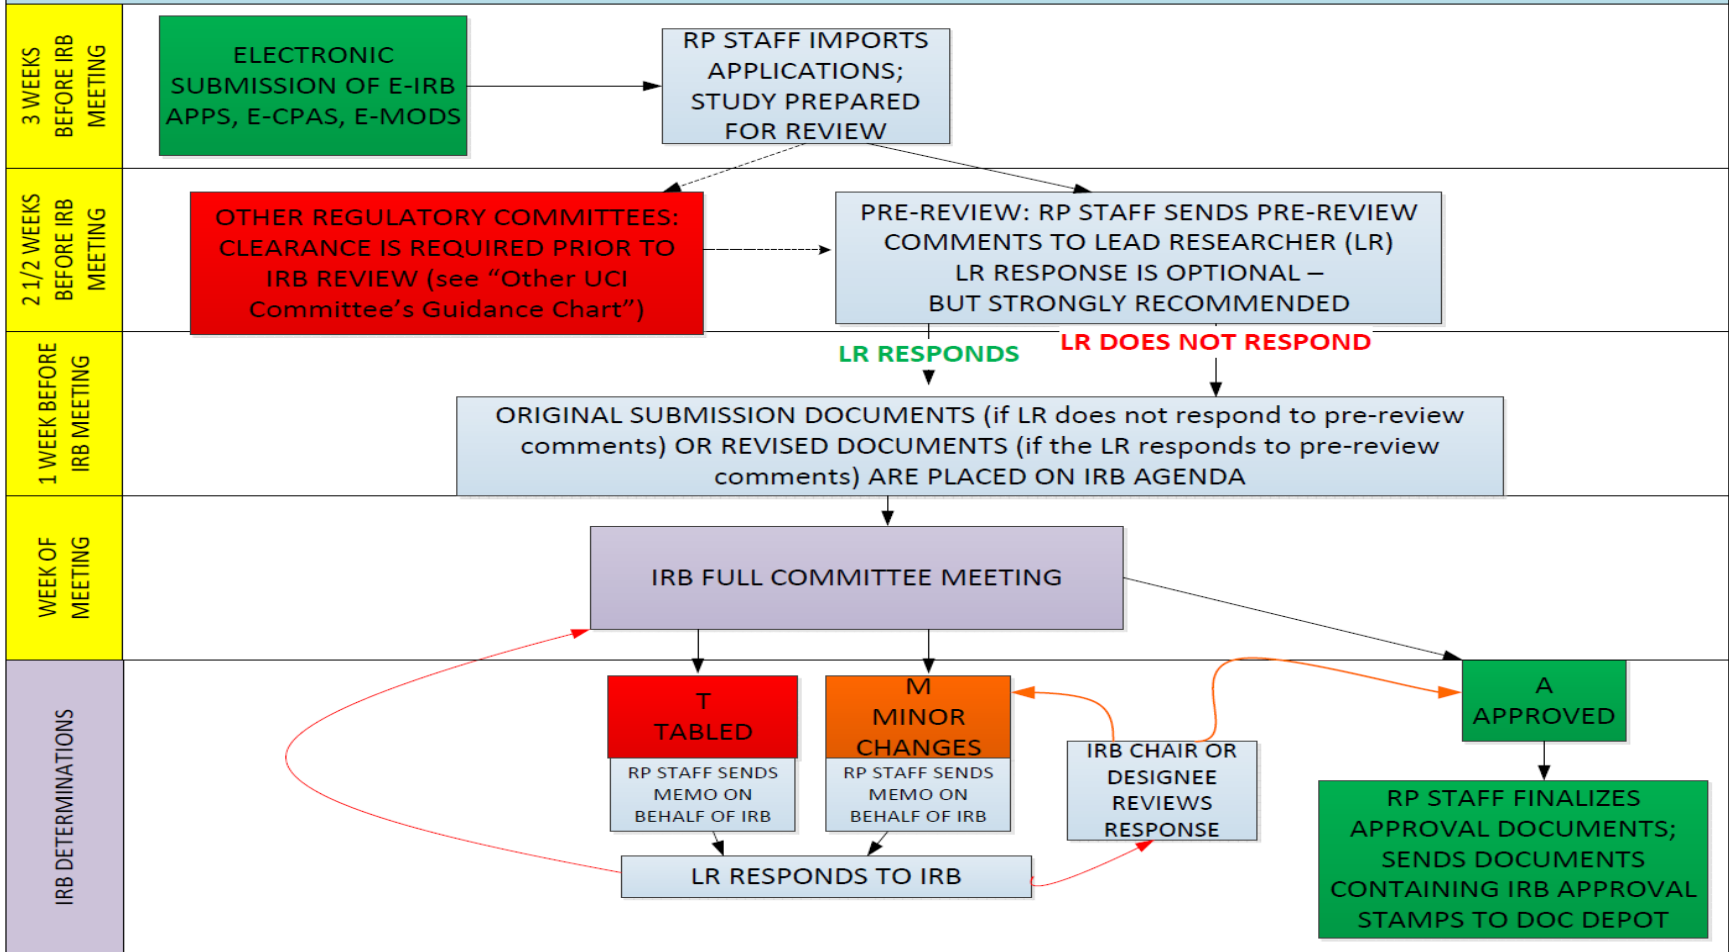 3 WEEKS
BEFORE IRB
MEETING
ELECTRONIC
SUBMISSION OF E-IRB
APPS, E-CPAS, E-MODS
RP STAFF IMPORTS
APPLICATIONS;
STUDY PREPARED
FOR REVIEW
2 1/2 WEEKS
BEFORE IRB
MEETING
OTHER REGULATORY COMMITTEES:
CLEARANCE IS REQUIRED PRIOR TO
IRB REVIEW (see “Other UCI
Committee’s Guidance Chart”)
PRE-REVIEW: RP STAFF SENDS PRE-REVIEW
COMMENTS TO LEAD RESEARCHER (LR)
LR RESPONSE IS OPTIONAL –
BUT STRONGLY RECOMMENDED
1 WEEK BEFORE
IRB MEETING
LR RESPONDS
LR DOES NOT RESPOND
ORIGINAL SUBMISSION DOCUMENTS (if LR does not respond to pre-review
comments) OR REVISED DOCUMENTS (if the LR responds to pre-review
comments) ARE PLACED ON IRB AGENDA
WEEK OF
MEETING
IRB FULL COMMITTEE MEETING
IRB DETERMINATIONS
T
TABLED
RP STAFF SENDS
MEMO ON
BEHALF OF IRB
M
MINOR
CHANGES
RP STAFF SENDS
MEMO ON
BEHALF OF IRB
IRB CHAIR OR
DESIGNEE
REVIEWS
RESPONSE
A
APPROVED
LR RESPONDS TO IRB
RP STAFF FINALIZES
APPROVAL DOCUMENTS;
SENDS DOCUMENTS
CONTAINING IRB APPROVAL
STAMPS TO DOC DEPOT